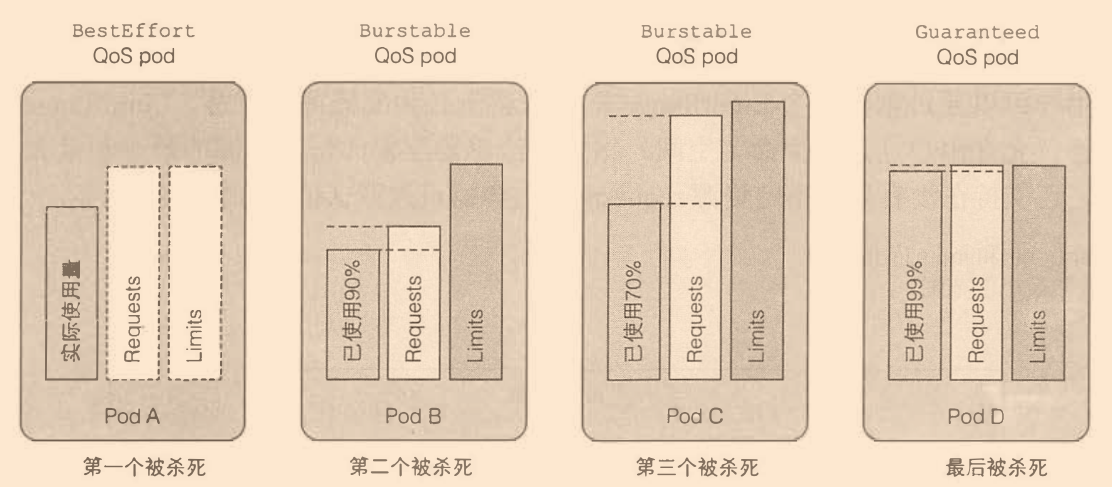 BestEffort
QoS pod
实际使用量
Requests
Limits
Pod A
第一个被杀死
Burstable
QoS pod
已使用90%
Requests
Limits
Pod B
第二个被杀死
Burstable
QoS pod
已使用70%
Requests
Limits
Pod C
第三个被杀死
Guaranteed
QoS pod
已使用99%
Requests
Limits
Pod D
最后被杀死